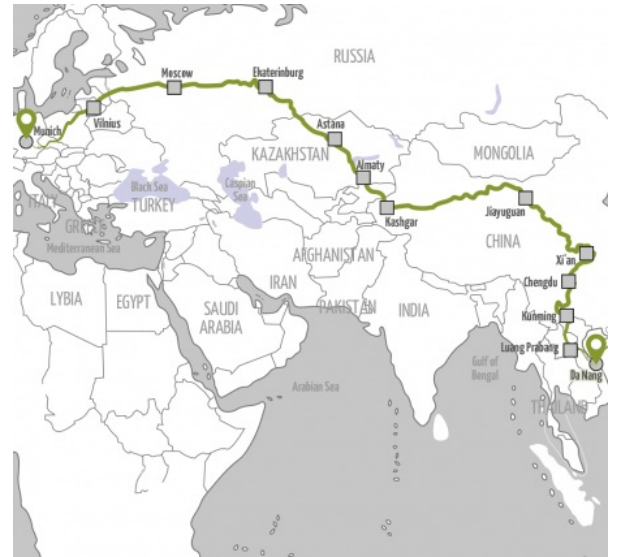 Moscow
Ekaterinburg
RUSSIA
Munich
Vilnius
Astana
KAZAKHSTAN
Almaty
MONGOLIA
Black Sea
Caspian
Sea
ITALY
TURKEY
Kashgar
Jiayuguan
GREE
Mediterranean Sea
CHINA
Xi'an
AFGHANISTAN
Chengdu
IRAN
LYBIA
EGYPT
SAUDI
ARABIA
PAKISTAN
INDIA
Kunming
Luang Prabang
Gulf of
Bengal
Da Nang
Arabian Sea
THAILAND